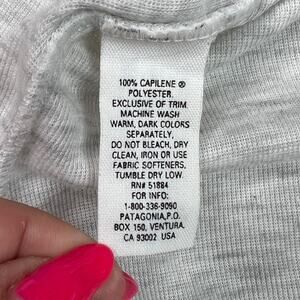 100% CAPILENE ®
POLYESTER.
EXCLUSIVE OF TRIM.
MACHINE WASH
WARM, DARK COLORS
SEPARATELY,
DO NOT BLEACH, DRY
CLEAN, IRON OR USE
FABRIC SOFTENERS,
TUMBLE DRY LOW.
RN# 51884
FOR INFO:
1-800-336-9090
PATAGONIA,P.O.
BOX 150, VENTURA,
CA 93002 USA